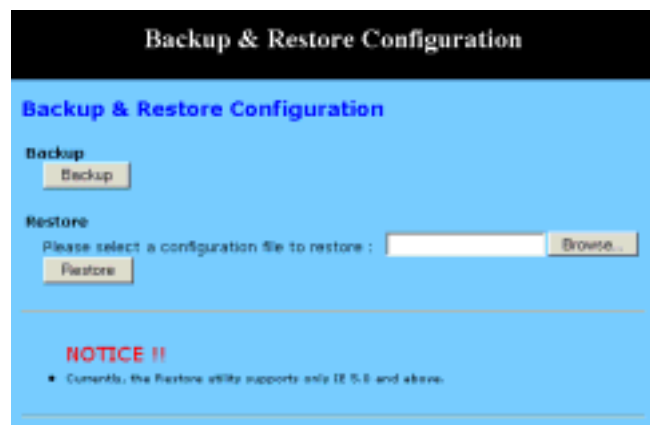 Backup & Restore Configuration
Backup & Restore Configuration
Backup
Backup
Restore
Please select a configuration file to restore :
Browse...
Restore
NOTICE !!
Currently, the Restore utility supports only IE 5.0 and above.